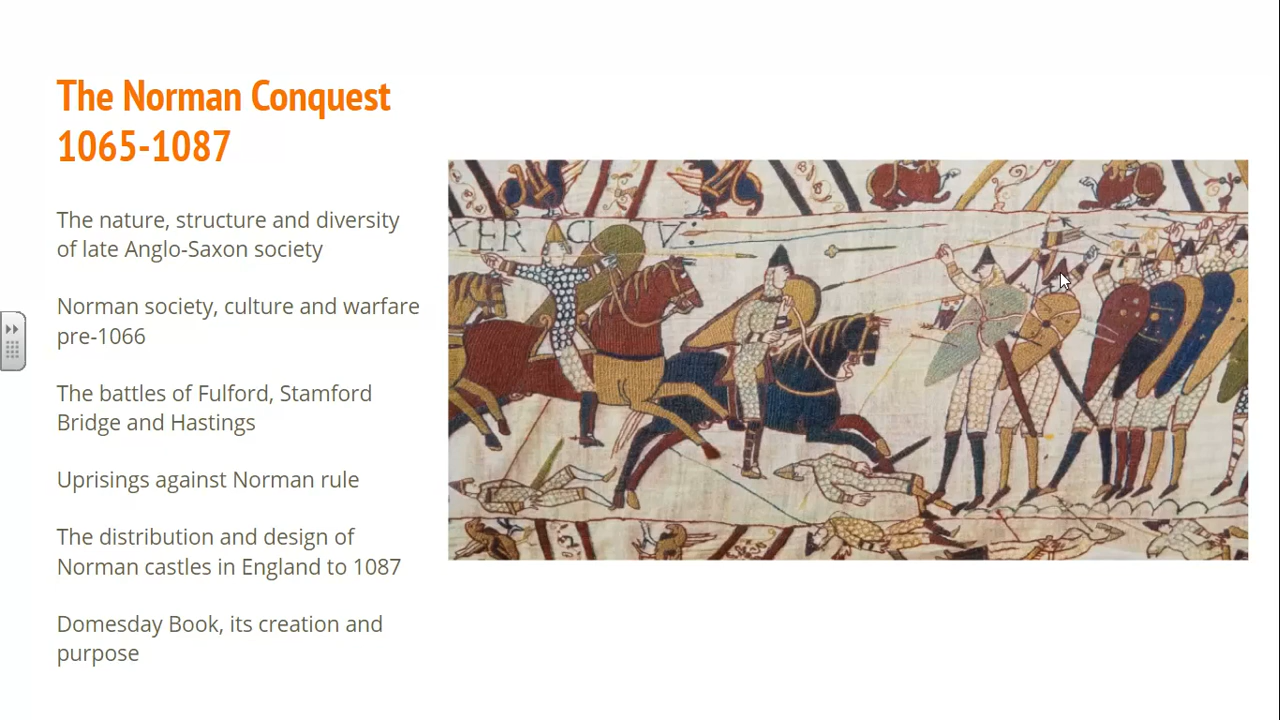 The Norman Conquest
1065-1087
The nature, structure and diversity
of late Anglo-Saxon society
Norman society, culture and warfare
pre-1066
The battles of Fulford, Stamford
Bridge and Hastings
Uprisings against Norman rule
The distribution and design of
Norman castles in England to 1087
Domesday Book, its creation and
purpose